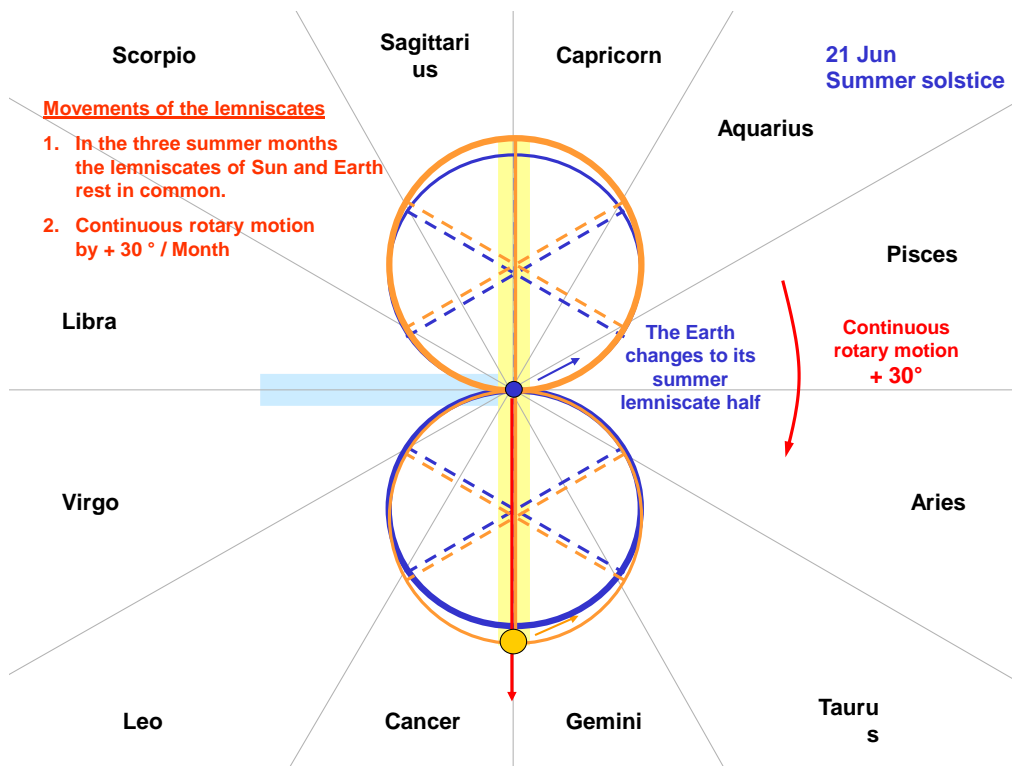 Scorpio
Sagittari
us
Capricorn
21 Jun
Summer solstice
Movements of the lemniscates
1. In the three summer months
the lemniscates of Sun and Earth
rest in common.
2. Continuous rotary motion
by + 30 ° / Month
Aquarius
Pisces
Libra
The Earth
changes to its
summer
lemniscate half
Continuous
rotary motion
+ 30°
Virgo
Aries
Leo
Cancer
Gemini
Tauru
s